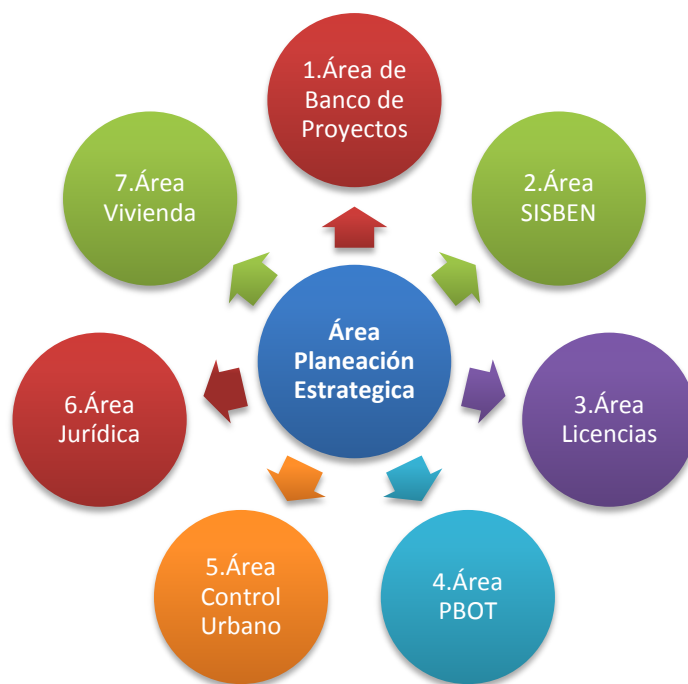 1.Área de
Banco de
Proyectos
2.Área
SISBEN
3.Área
Licencias
4.Área
PBOT
5.Área
Control
Urbano
6.Área
Jurídica
7.Área
Vivienda
Área
Planeación
Estrategica